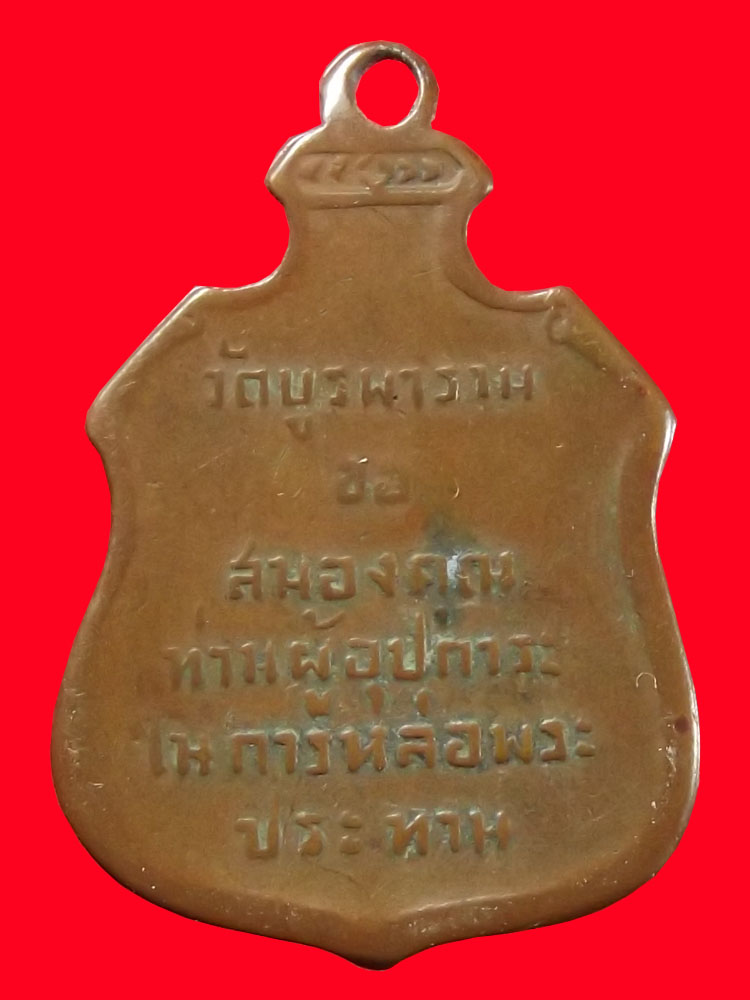 วัดบูรพาราม
ขอ
สนองคุณ
ท่านผู้อุปการะ
ในการหล่อพระ
ประทาน